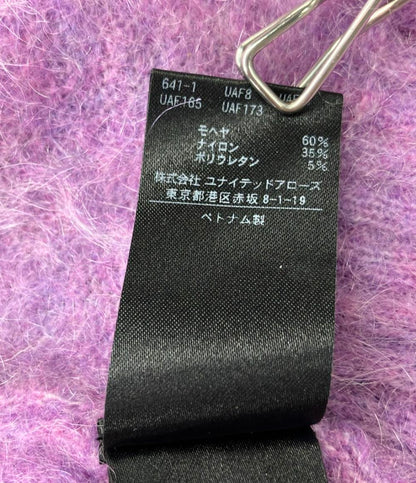 641-1 UAF8
UAF165 UAF173
モヘヤ 60%
ナイロン 35%
ポリウレタン 5%
株式会社 ユナイテッドアローズ
東京都港区赤坂 8-1-19
ベトナム製